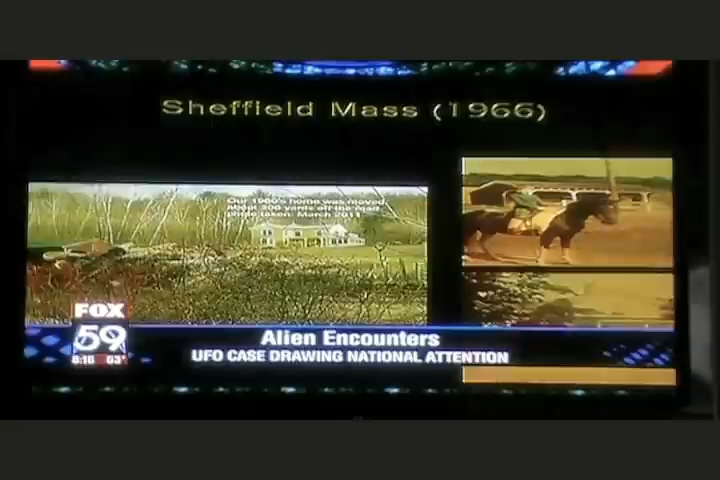 Sheffield Mass (1966)
Our 1900's home was moved
about 300 yards off the road
photo taken: March 2011
FOX
59
8:16 63°
Alien Encounters
UFO CASE DRAWING NATIONAL ATTENTION